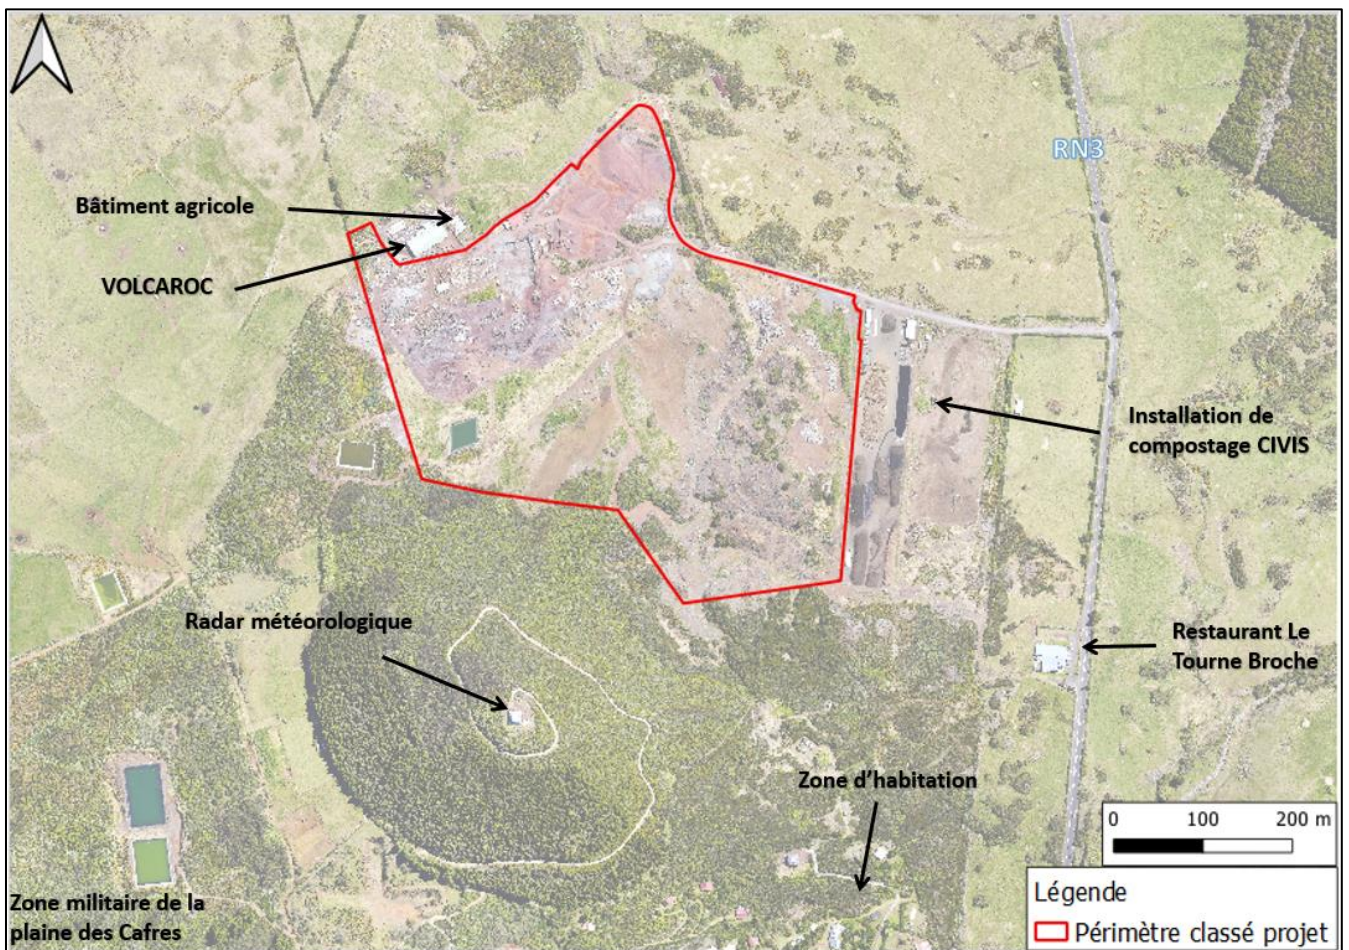 RN3
Bâtiment agricole
VOLCAROC
Installation de
compostage CIVIS
Radar météorologique
Restaurant Le
Tourne Broche
Zone d'habitation
Zone militaire de la
plaine des Cafres
0 100 200 m
Légende
Périmètre classé projet